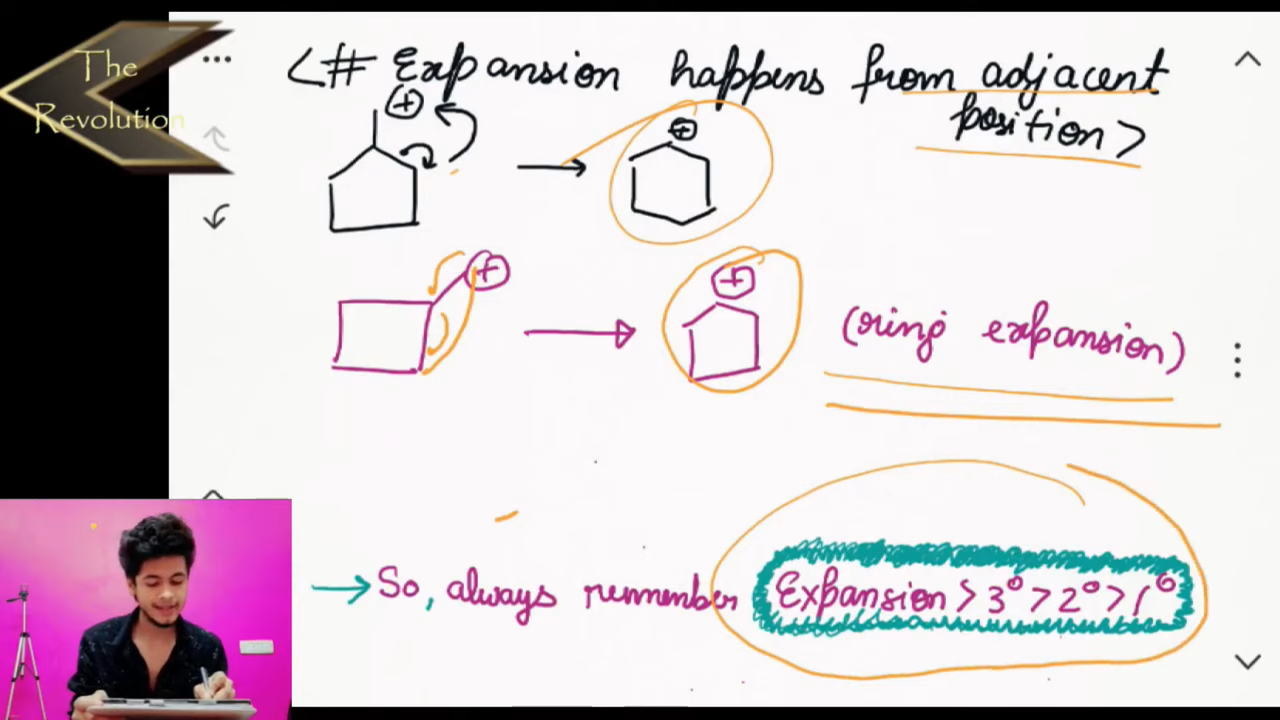 The
Revolution
<# Expansion happens from adjacent
position>
+
+
+
+
(ring expansion)
→ So, always remember Expansion > 3° > 2° > 1°